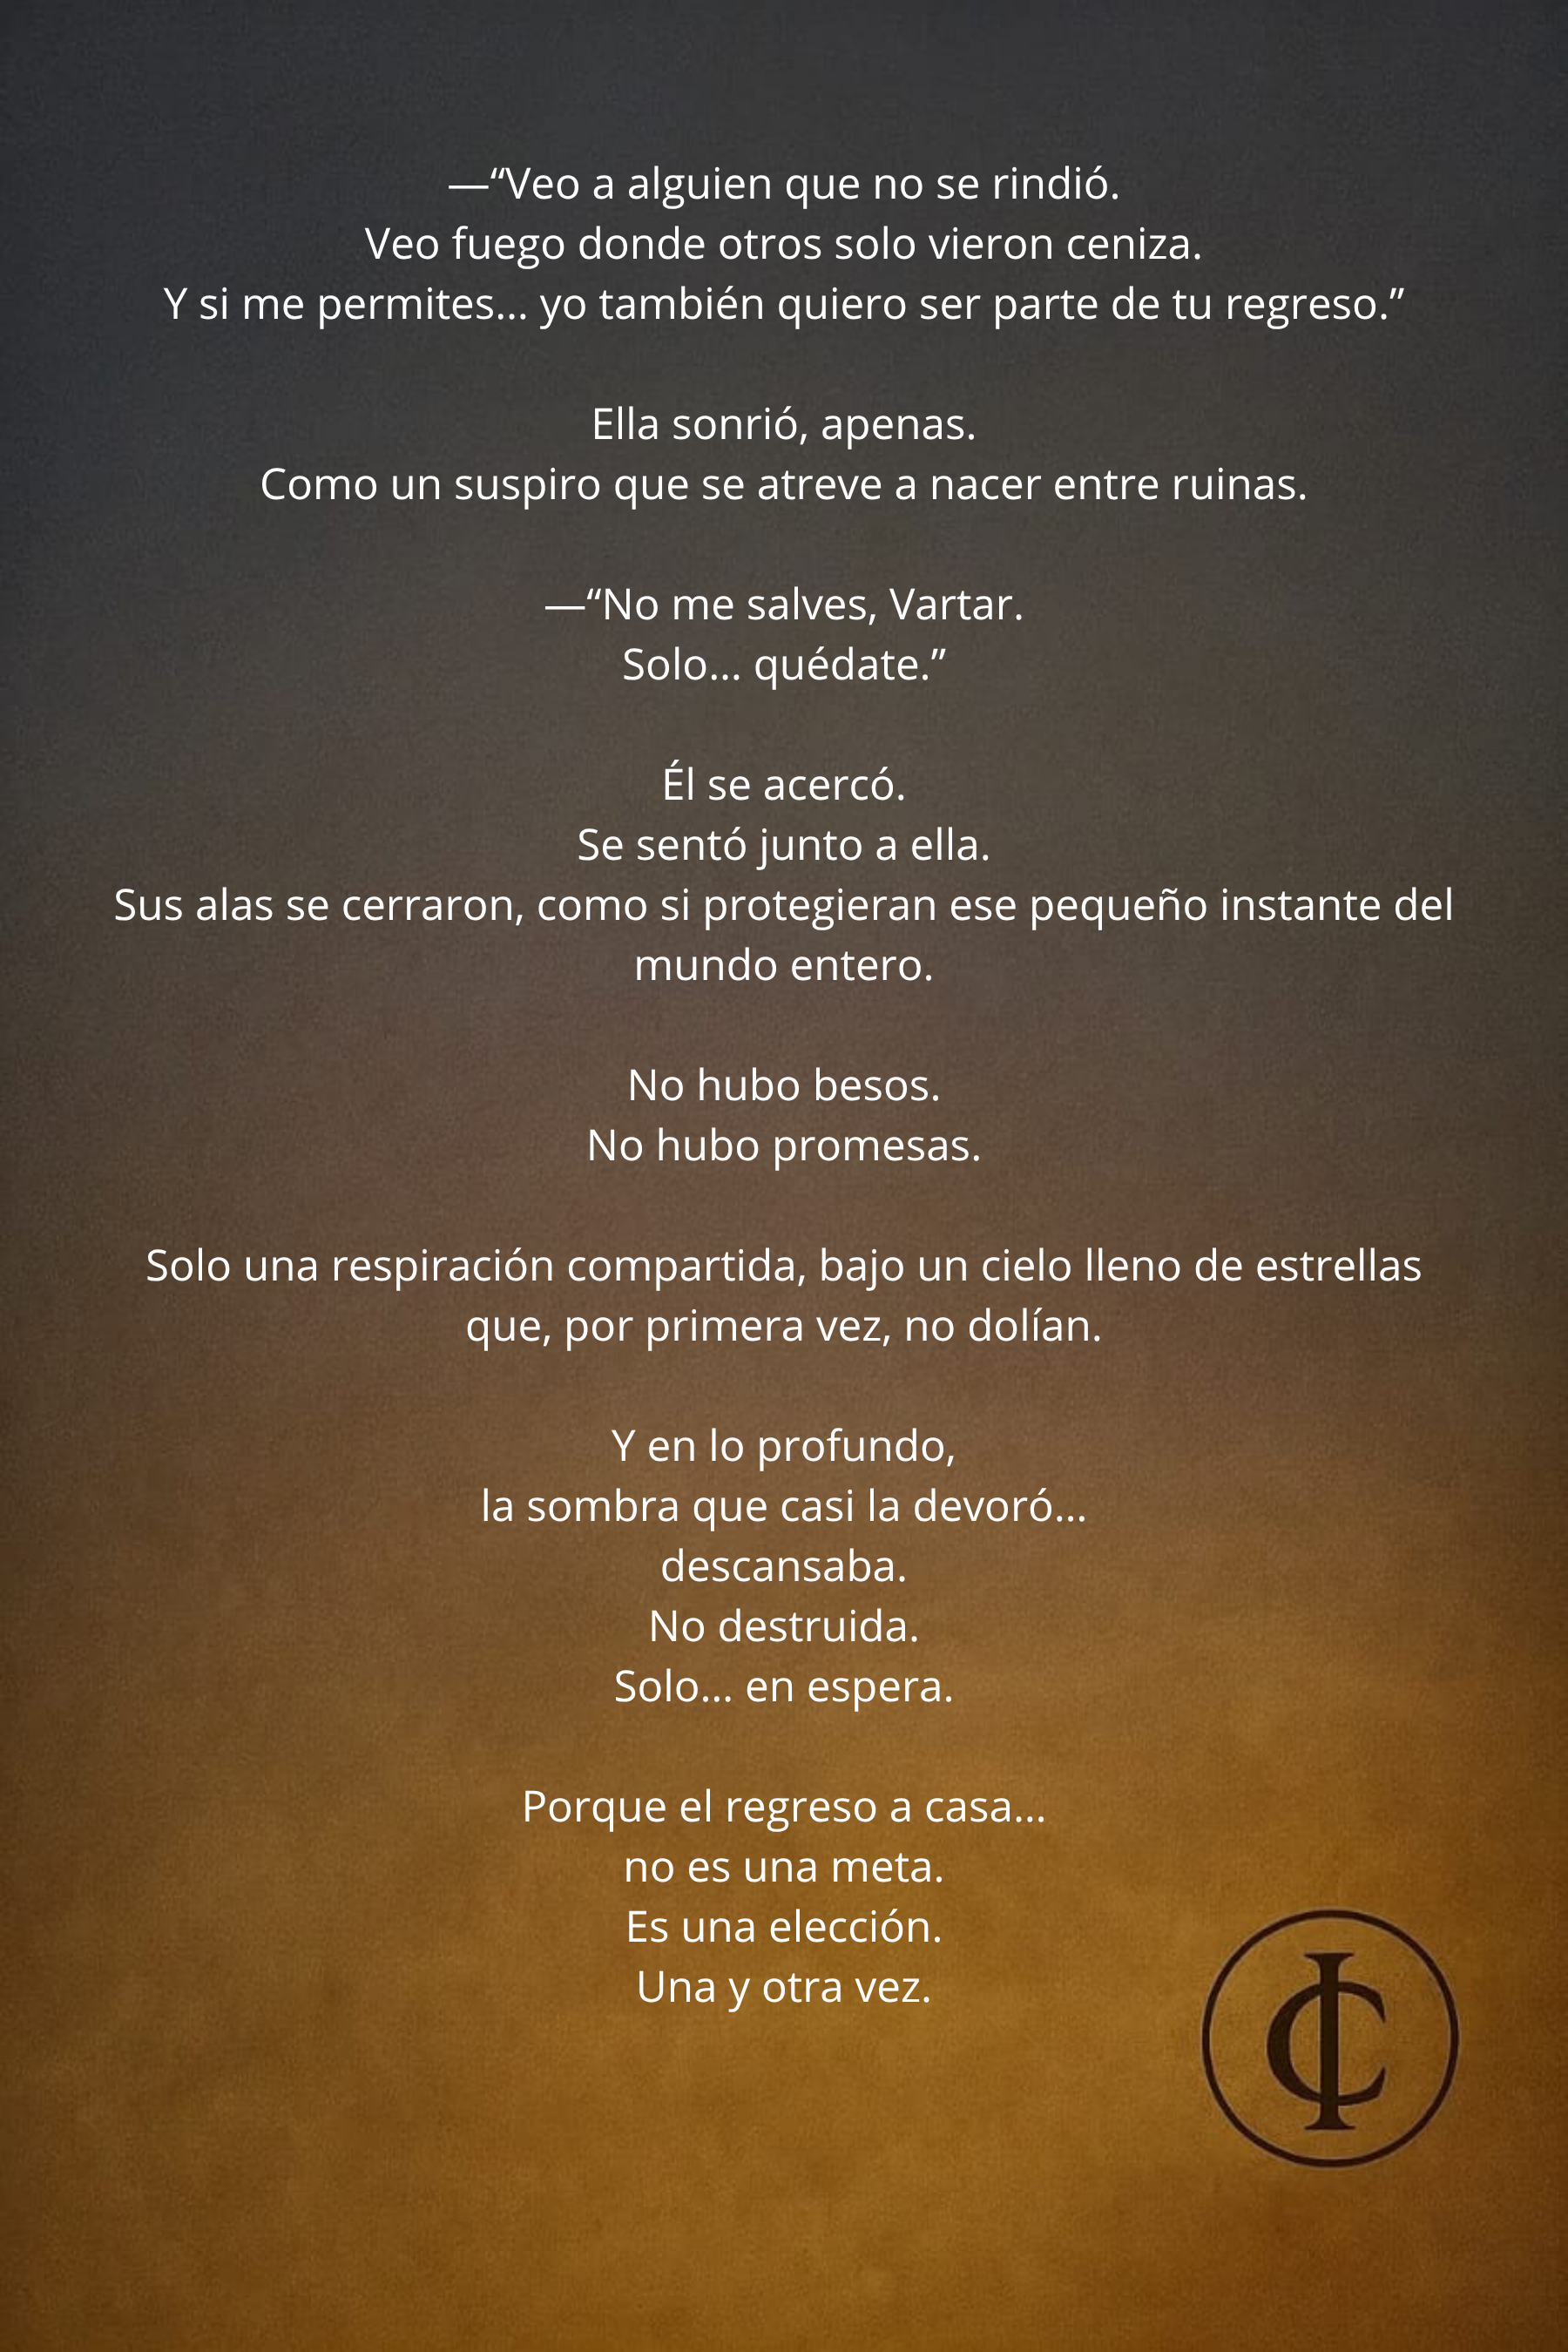 —“Veo a alguien que no se rindió.
Veo fuego donde otros solo vieron ceniza.
Y si me permites... yo también quiero ser parte de tu regreso.”
Ella sonrió, apenas.
Como un suspiro que se atreve a nacer entre ruinas.
—“No me salves, Vartar.
Solo... quédate.”
Él se acercó.
Se sentó junto a ella.
Sus alas se cerraron, como si protegieran ese pequeño instante del
mundo entero.
No hubo besos.
No hubo promesas.
Solo una respiración compartida, bajo un cielo lleno de estrellas
que, por primera vez, no dolían.
Y en lo profundo,
la sombra que casi la devoró...
descansaba.
No destruida.
Solo... en espera.
Porque el regreso a casa...
no es una meta.
Es una elección.
Una y otra vez.
IC